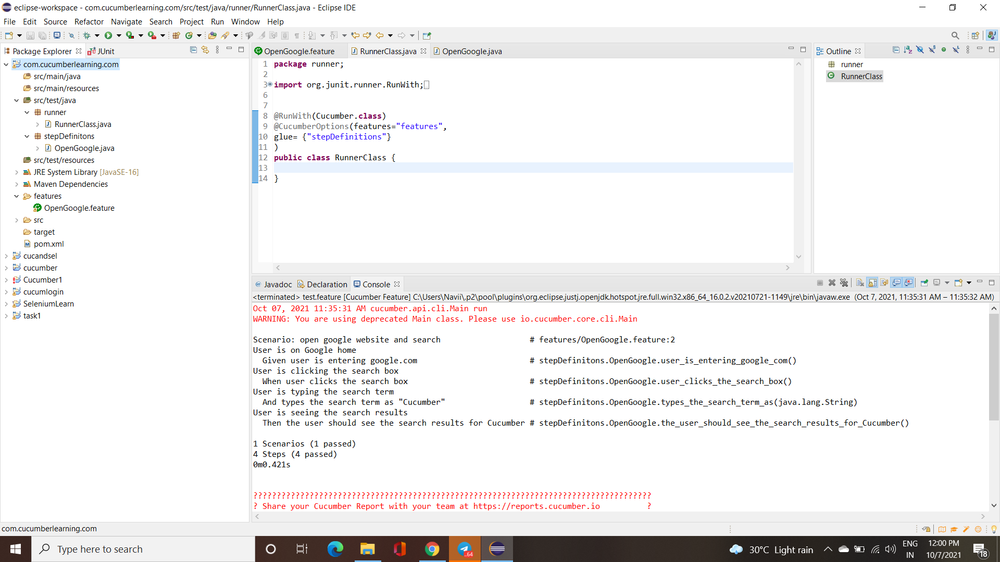 eclipse-workspace - com.cucumberlearning.com/src/test/java/runner/RunnerClass.java - Eclipse IDE
File Edit Source Refactor Navigate Search Project Run Window Help
Package Explorer
JUnit
com.cucumberlearning.com
src/main/java
src/main/resources
src/test/java
runner
RunnerClass.java
stepDefinitons
OpenGoogle.java
src/test/resources
JRE System Library [JavaSE-16]
Maven Dependencies
features
OpenGoogle.feature
src
target
pom.xml
cucandsel
cucumber
Cucumber1
cucumlogin
SeleniumLearn
task1
OpenGoogle.feature
RunnerClass.java
OpenGoogle.java
1 package runner;
2
3 import org.junit.runner.RunWith;
6
7
8 @RunWith(Cucumber.class)
9 @CucumberOptions(features="features",
10 glue= {"stepDefinitions"}
11 )
12 public class RunnerClass {
13
14 }
Outline
runner
RunnerClass
@ Javadoc Declaration Console
<terminated> test.feature [Cucumber Feature] C:\Users\Navii\.p2\pool\plugins\org.eclipse.justj.openjdk.hotspot.jre.full.win32.x86_64_16.0.2.v20210721-1149\jre\bin\javaw.exe (Oct 7, 2021, 11:35:31 AM – 11:35:32 AM)
Oct 07, 2021 11:35:31 AM cucumber.api.cli.Main run
WARNING: You are using deprecated Main class. Please use io.cucumber.core.cli.Main
Scenario: open google website and search # features/OpenGoogle.feature:2
User is on Google home
Given user is entering google.com # stepDefinitons.OpenGoogle.user_is_entering_google_com()
User is clicking the search box
When user clicks the search box # stepDefinitons.OpenGoogle.user_clicks_the_search_box()
User is typing the search term
And types the search term as "Cucumber" # stepDefinitons.OpenGoogle.types_the_search_term_as(java.lang.String)
User is seeing the search results
Then the user should see the search results for Cucumber # stepDefinitons.OpenGoogle.the_user_should_see_the_search_results_for_Cucumber()
1 Scenarios (1 passed)
4 Steps (4 passed)
0m0.421s
?????????????????????????????????????????????????????????????????????????????????????
? Share your Cucumber Report with your team at https://reports.cucumber.io ?
com.cucumberlearning.com
Type here to search
..64
30°C Light rain
ENG
IN
12:00 PM
10/7/2021
18